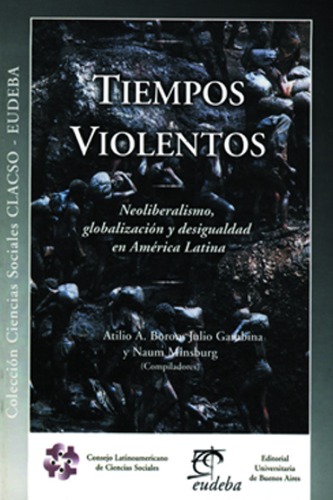 Colección Ciencias Sociales CLACSO - EUDEBA
TIEMPOS
VIOLENTOS
Neoliberalismo,
globalización y desigualdad
en América Latina
Atilio A. Boron, Julio Gambina
y Naum Minsburg
(Compiladores)
Consejo Latinoamericano
de Ciencias Sociales
eudeba
Editorial
Universitaria
de Buenos Aires